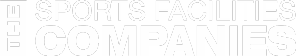 THE
SPORTS FACILITIES
COMPANIES